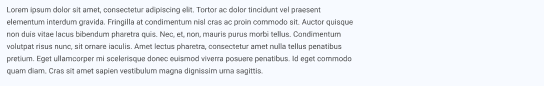 Lorem ipsum dolor sit amet, consectetur adipiscing elit. Tortor ac dolor tincidunt vel praesent
elementum interdum gravida. Fringilla at condimentum nisl cras ac proin commodo sit. Auctor quisque
non duis vitae lacus bibendum pharetra quis. Nec, et, non, mauris purus morbi tellus. Condimentum
volutpat risus nunc, sit ornare iaculis. Amet lectus pharetra, consectetur amet nulla tellus penatibus
pretium. Eget ullamcorper mi scelerisque donec euismod viverra posuere penatibus. Id eget commodo
quam diam. Cras sit amet sapien vestibulum magna dignissim urna sagittis.